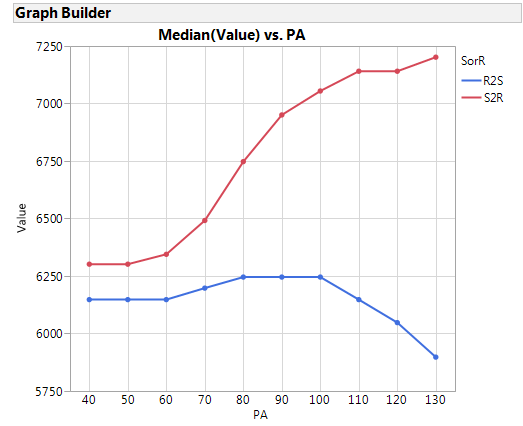 Graph Builder
Median(Value) vs. PA
7250
7000
6750
6500
6250
6000
5750
Value
40 50 60 70 80 90 100 110 120 130
PA
SorR
R2S
S2R